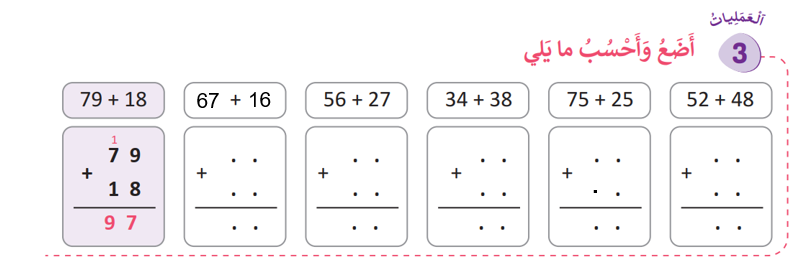 اَلْعَمَلِيّاتُ
3 أَضَعُ وَأَحْسُبُ ما يَلي
79 + 18 67 + 16 56 + 27 34 + 38 75 + 25 52 + 48
1
7 9 . . . . . . . . . .
+ + + + + +
1 8 . . . . . . . . . .
9 7 . . . . . . . . . .